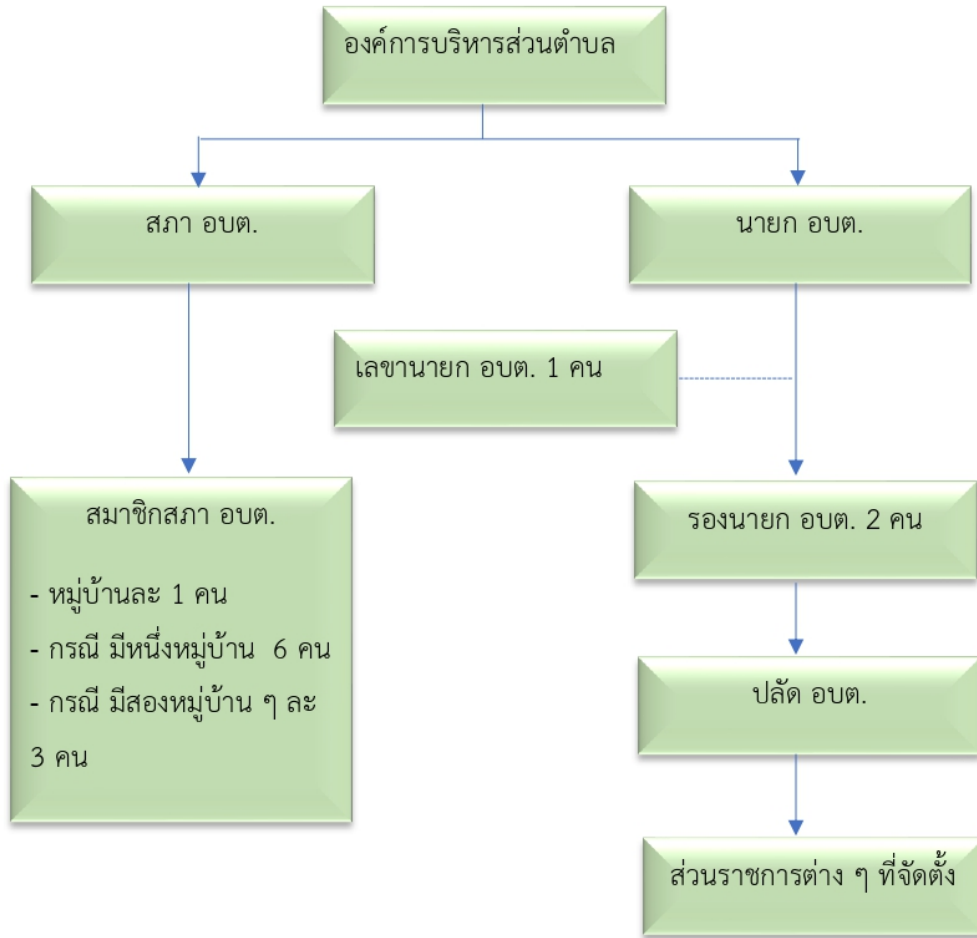 องค์การบริหารส่วนตำบล
สภา อบต.
นายก อบต.
เลขานายก อบต. 1 คน
สมาชิกสภา อบต.
- หมู่บ้านละ 1 คน
- กรณี มีหนึ่งหมู่บ้าน 6 คน
- กรณี มีสองหมู่บ้าน ๆ ละ
3 คน
รองนายก อบต. 2 คน
ปลัด อบต.
ส่วนราชการต่าง ๆ ที่จัดตั้ง